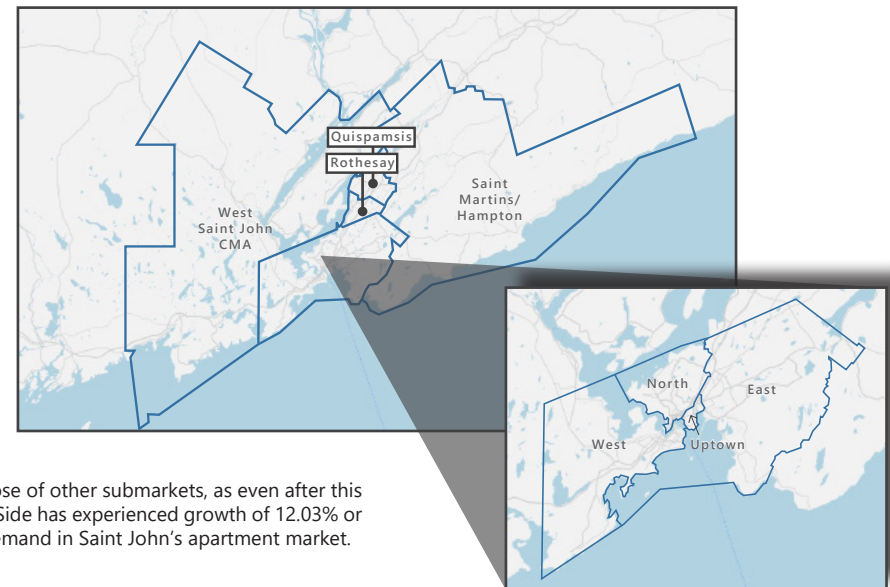 Quispamsis
Rothesay
West
Saint John
CMA
Saint
Martins/
Hampton
North
East
West
Uptown
ose of other submarkets, as even after this
Side has experienced growth of 12.03% or
emand in Saint John's apartment market.